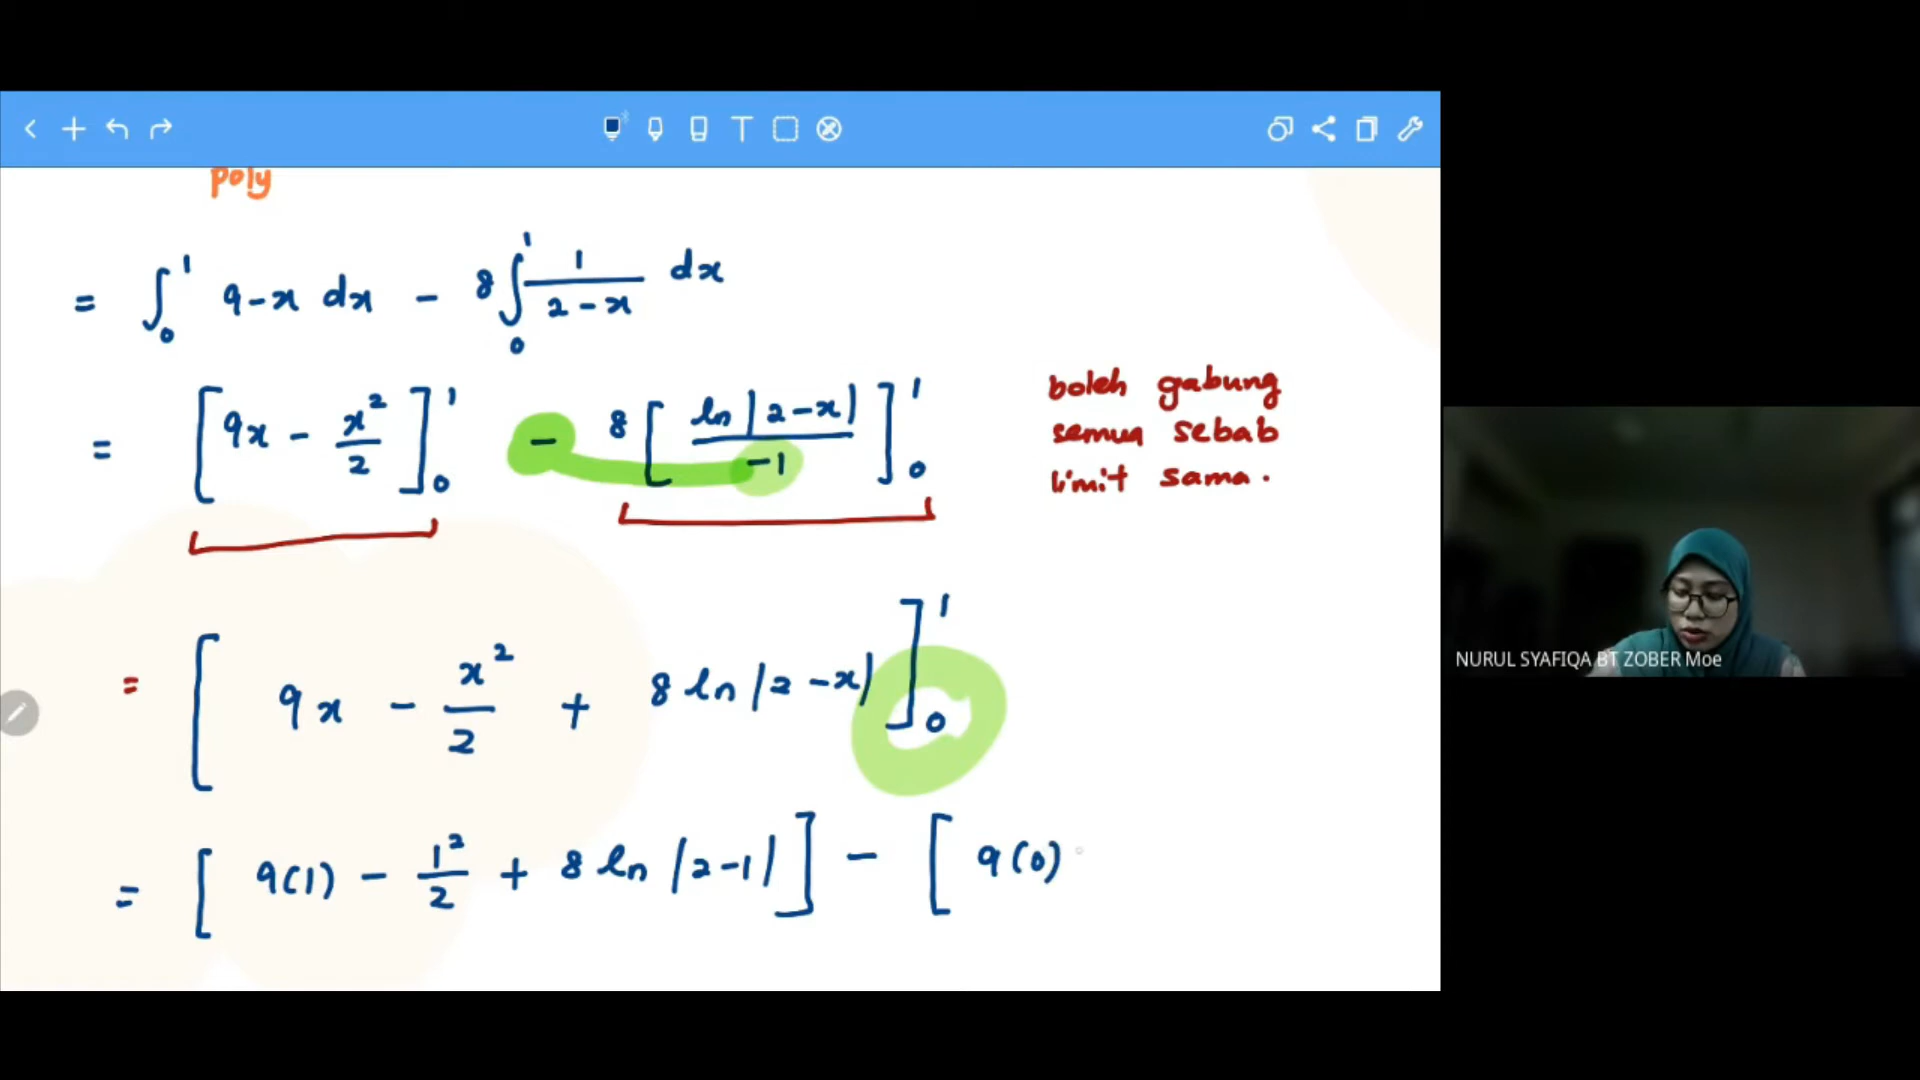 poly
= ∫₀¹ 9-x dx - 8 ∫₀¹ 1/(2-x) dx
= [9x - x²/2]₀¹ - 8 [ln|2-x| / -1]₀¹
boleh gabung
semua sebab
limit sama.
= [9x - x²/2 + 8 ln|2-x|]₀¹
= [9(1) - 1²/2 + 8 ln|2-1|] - [9(0)
NURUL SYAFIQA BT ZOBER Moe